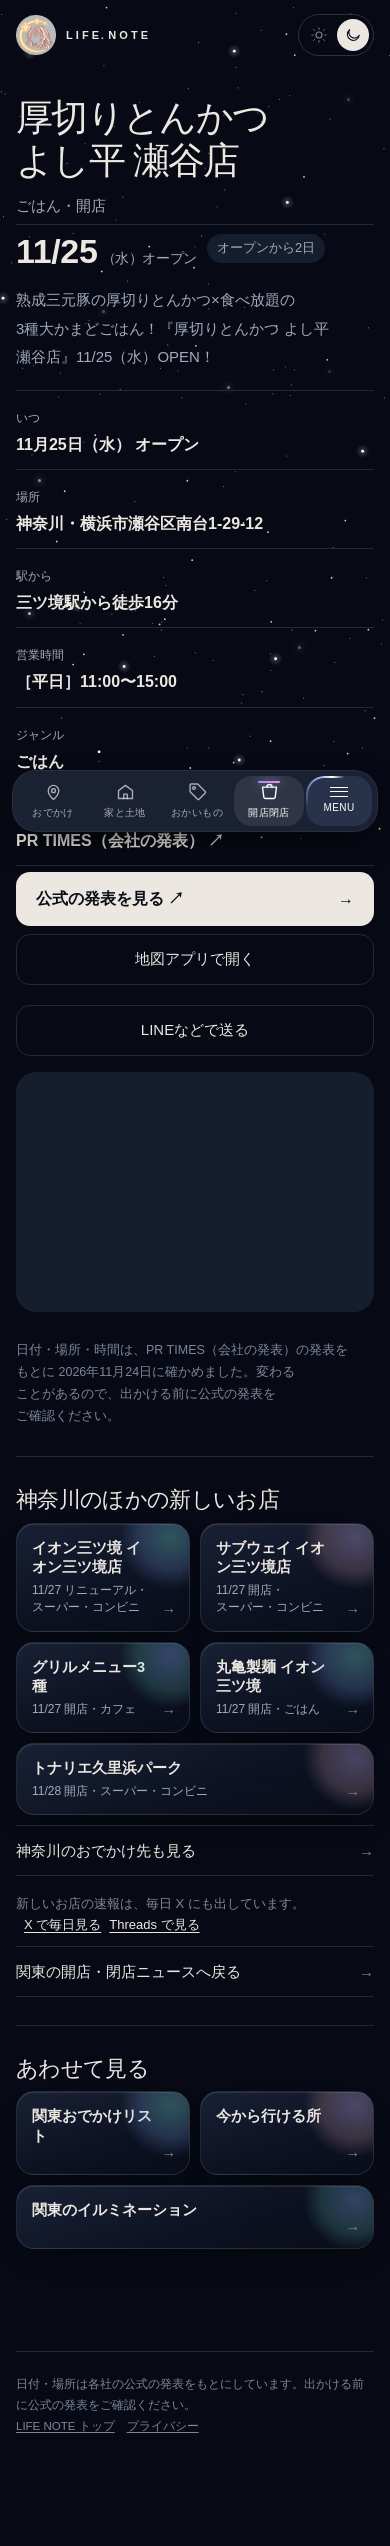 LIFE.NOTE
厚切りとんかつ
よし平 瀬谷店
ごはん・開店
11/25 （水）オープン オープンから2日
熟成三元豚の厚切りとんかつ×食べ放題の
3種大かまどごはん！『厚切りとんかつ よし平
瀬谷店』11/25（水）OPEN！
いつ
11月25日（水） オープン
場所
神奈川・横浜市瀬谷区南台1-29-12
駅から
三ツ境駅から徒歩16分
営業時間
［平日］11:00〜15:00
ジャンル
ごはん
おでかけ 家と土地 おかいもの 開店閉店 MENU
PR TIMES（会社の発表） ↗
公式の発表を見る ↗ →
地図アプリで開く
LINEなどで送る
日付・場所・時間は、PR TIMES（会社の発表）の発表を
もとに 2026年11月24日に確かめました。変わる
ことがあるので、出かける前に公式の発表を
ご確認ください。
神奈川のほかの新しいお店
イオン三ツ境 イ
オン三ツ境店
11/27 リニューアル・
スーパー・コンビニ →
サブウェイ イオ
ン三ツ境店
11/27 開店・
スーパー・コンビニ →
グリルメニュー3
種
11/27 開店・カフェ →
丸亀製麺 イオン
三ツ境
11/27 開店・ごはん →
トナリエ久里浜パーク
11/28 開店・スーパー・コンビニ →
神奈川のおでかけ先も見る →
新しいお店の速報は、毎日 X にも出しています。
X で毎日見る Threads で見る
関東の開店・閉店ニュースへ戻る →
あわせて見る
関東おでかけリス
ト →
今から行ける所 →
関東のイルミネーション →
日付・場所は各社の公式の発表をもとにしています。出かける前
に公式の発表をご確認ください。
LIFE NOTE トップ プライバシー